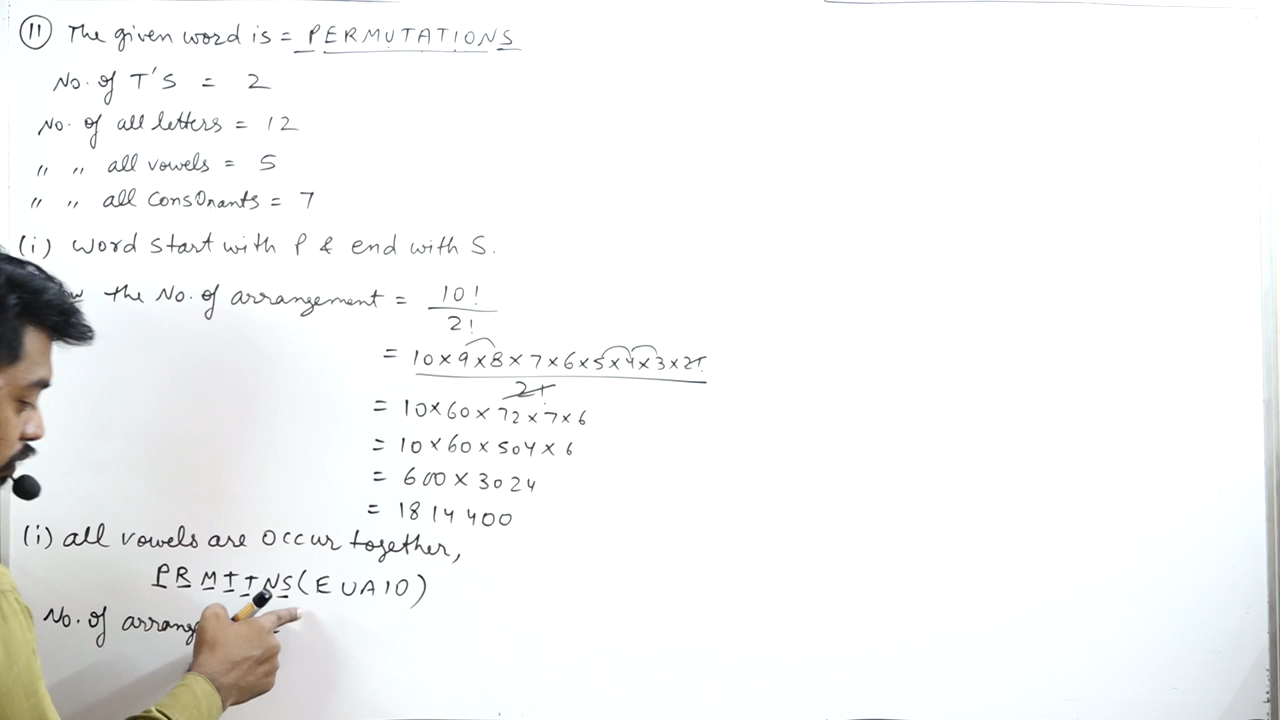 11 The given word is = PERMUTATIONS
No. of T'S = 2
No. of all letters = 12
" " all vowels = 5
" " all consonants = 7
(i) word start with P & end with S.
the No. of arrangement = 10! / 2!
= 10 × 9 × 8 × 7 × 6 × 5 × 4 × 3 × 2! / 2!
= 10 × 60 × 72 × 7 × 6
= 10 × 60 × 504 × 6
= 600 × 3024
= 1814400
(i) all vowels are occur together,
PRMTTNS(EUAIO)
No. of